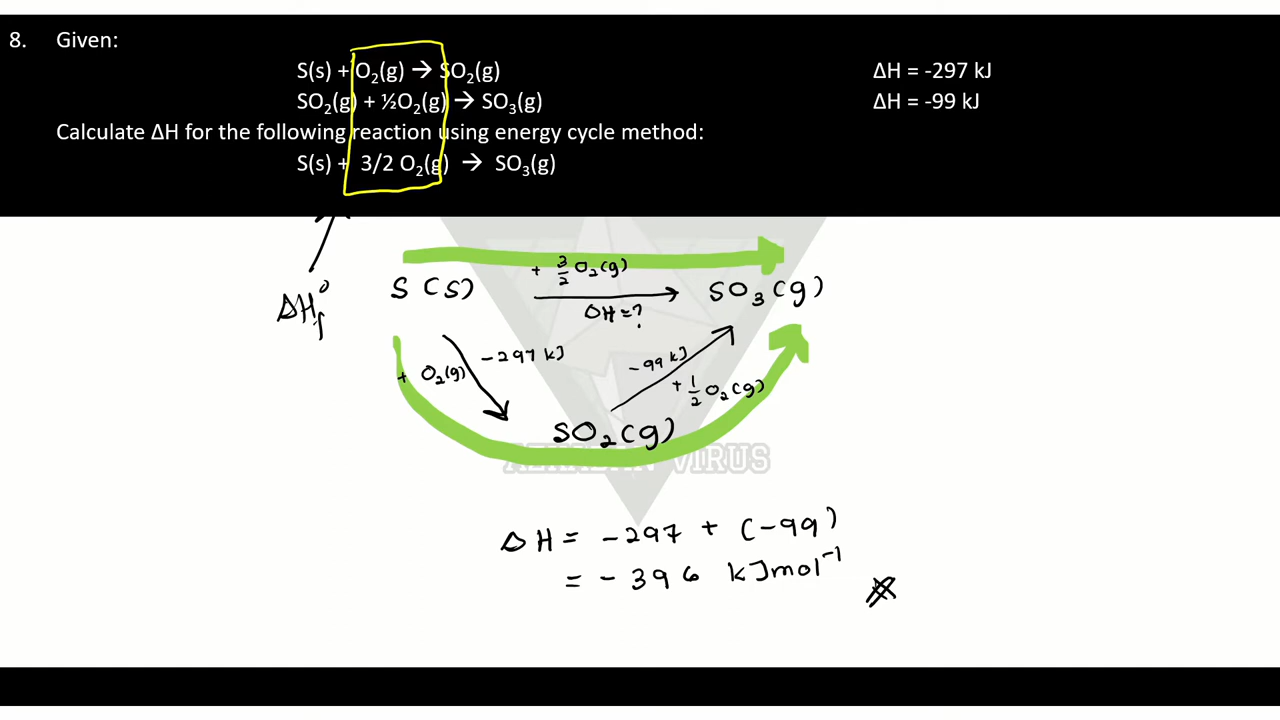 8. Given:
S(s) + O₂(g) → SO₂(g) ΔH = -297 kJ
SO₂(g) + ½O₂(g) → SO₃(g) ΔH = -99 kJ
Calculate ΔH for the following reaction using energy cycle method:
S(s) + 3/2 O₂(g) → SO₃(g)
+ 3/2 O₂(g)
S (s) → SO₃(g)
ΔH = ?
ΔH°f
-297 kJ
-99 kJ
+ O₂(g)
+ 1/2 O₂(g)
SO₂(g)
VIRUS
ΔH = -297 + (-99)
= -396 kJmol⁻¹